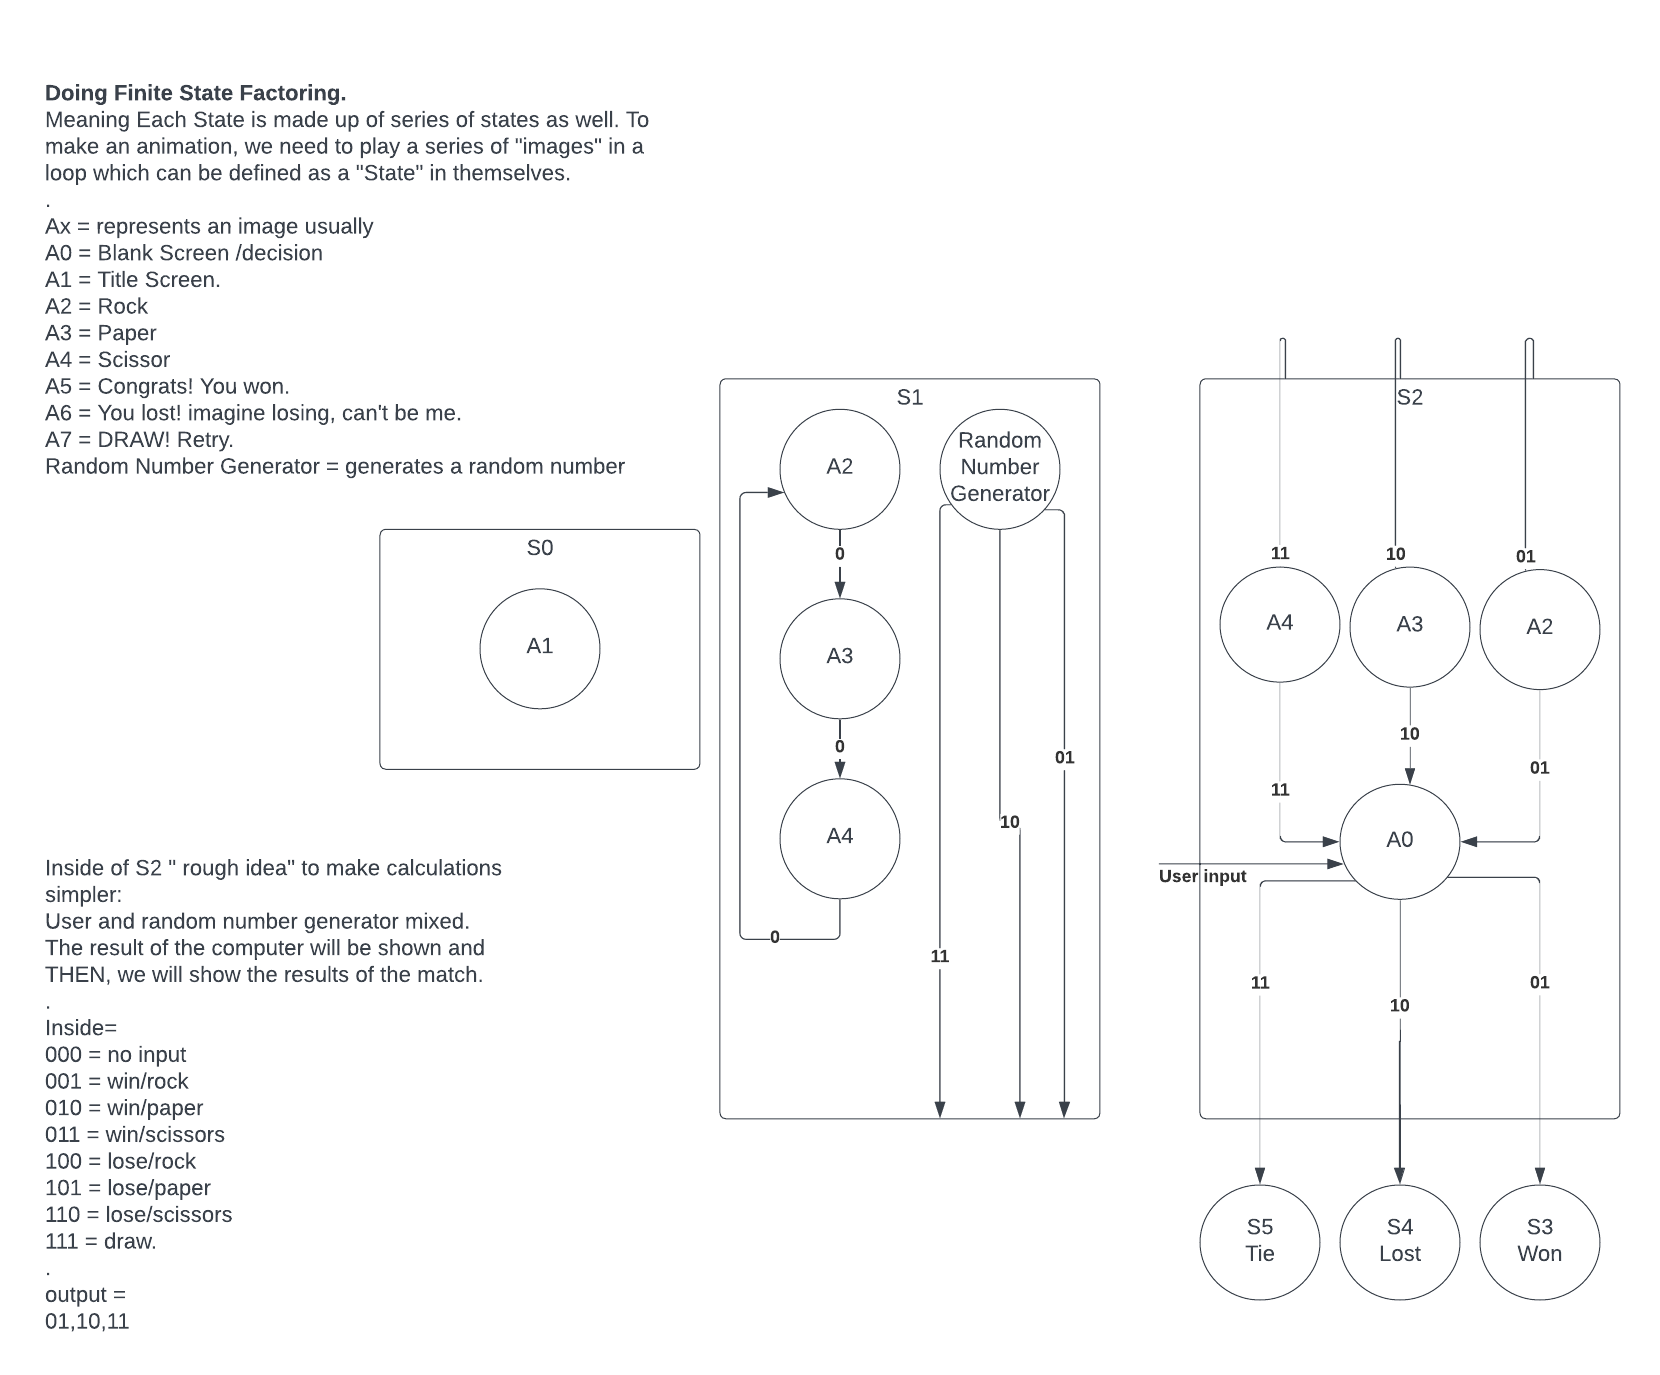 Doing Finite State Factoring.
Meaning Each State is made up of series of states as well. To
make an animation, we need to play a series of "images" in a
loop which can be defined as a "State" in themselves.
.
Ax = represents an image usually
A0 = Blank Screen /decision
A1 = Title Screen.
A2 = Rock
A3 = Paper
A4 = Scissor
A5 = Congrats! You won.
A6 = You lost! imagine losing, can't be me.
A7 = DRAW! Retry.
Random Number Generator = generates a random number
S0
A1
Inside of S2 " rough idea" to make calculations
simpler:
User and random number generator mixed.
The result of the computer will be shown and
THEN, we will show the results of the match.
.
Inside=
000 = no input
001 = win/rock
010 = win/paper
011 = win/scissors
100 = lose/rock
101 = lose/paper
110 = lose/scissors
111 = draw.
.
output =
01,10,11
S1
A2
0
A3
0
A4
0
Random
Number
Generator
01
10
11
S2
11
10
01
A4
A3
A2
10
01
11
A0
User input
11
01
10
S5
Tie
S4
Lost
S3
Won